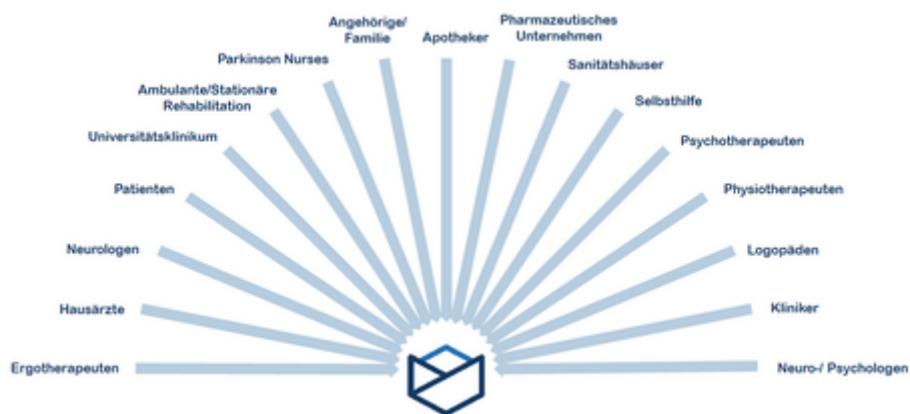 Angehörige/
Familie
Apotheker
Pharmazeutisches
Unternehmen
Parkinson Nurses
Sanitätshäuser
Ambulante/Stationäre
Rehabilitation
Selbsthilfe
Universitätsklinikum
Psychotherapeuten
Patienten
Physiotherapeuten
Neurologen
Logopäden
Hausärzte
Kliniker
Ergotherapeuten
Neuro-/ Psychologen